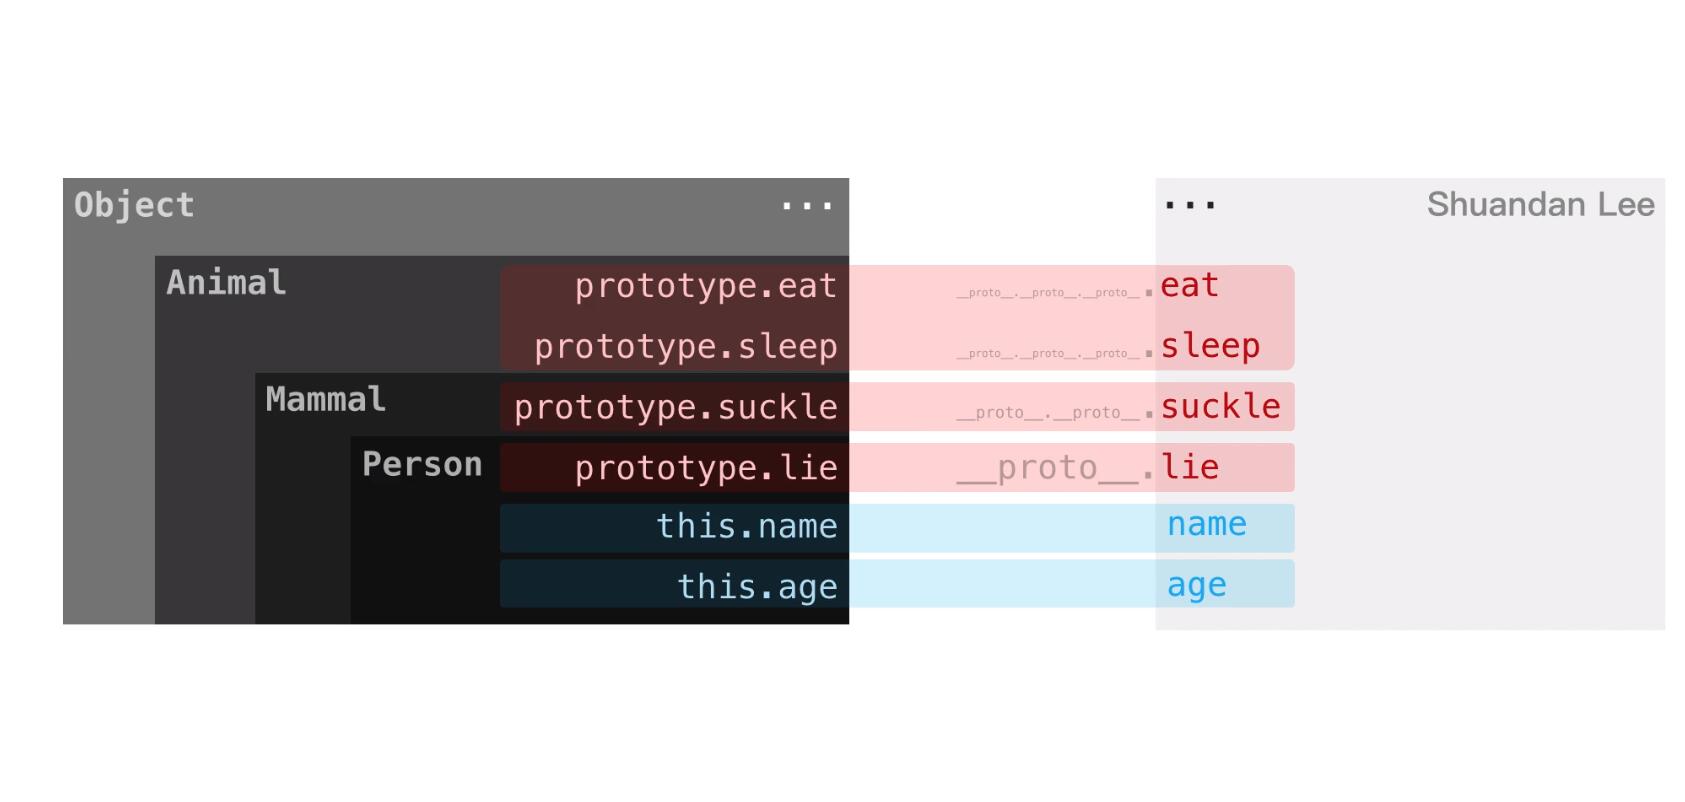 Object ... ... Shuandan Lee
Animal prototype.eat __proto__.__proto__.__proto__.eat
prototype.sleep __proto__.__proto__.__proto__.sleep
Mammal prototype.suckle __proto__.__proto__.suckle
Person prototype.lie __proto__.lie
this.name name
this.age age